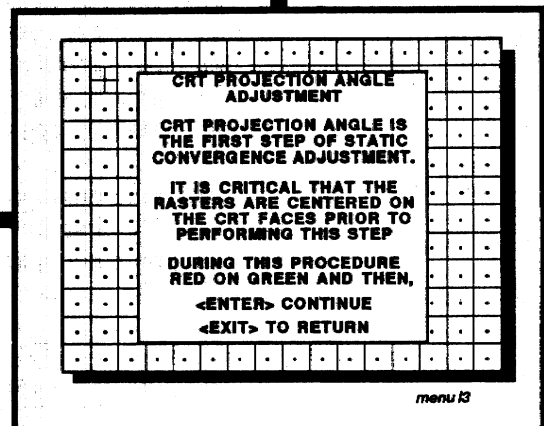 CRT PROJECTION ANGLE
ADJUSTMENT
CRT PROJECTION ANGLE IS
THE FIRST STEP OF STATIC
CONVERGENCE ADJUSTMENT.
IT IS CRITICAL THAT THE
RASTERS ARE CENTERED ON
THE CRT FACES PRIOR TO
PERFORMING THIS STEP
DURING THIS PROCEDURE
RED ON GREEN AND THEN,
<ENTER> CONTINUE
<EXIT> TO RETURN
menu 13